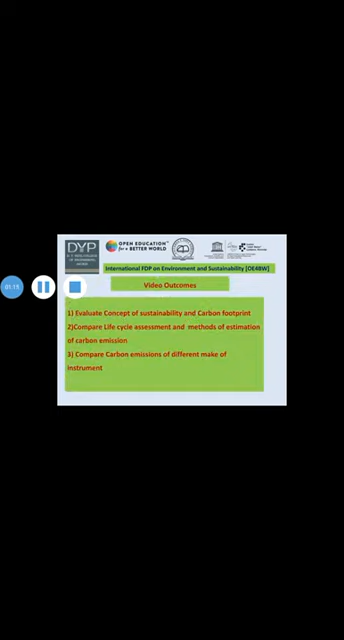 DYP
OPEN EDUCATION
for a BETTER WORLD
International FDP on Environment and Sustainability [OE4BW]
Video Outcomes
01:15
1) Evaluate Concept of sustainability and Carbon footprint
2)Compare Life cycle assessment and methods of estimation
of carbon emission
3) Compare Carbon emissions of different make of
instrument